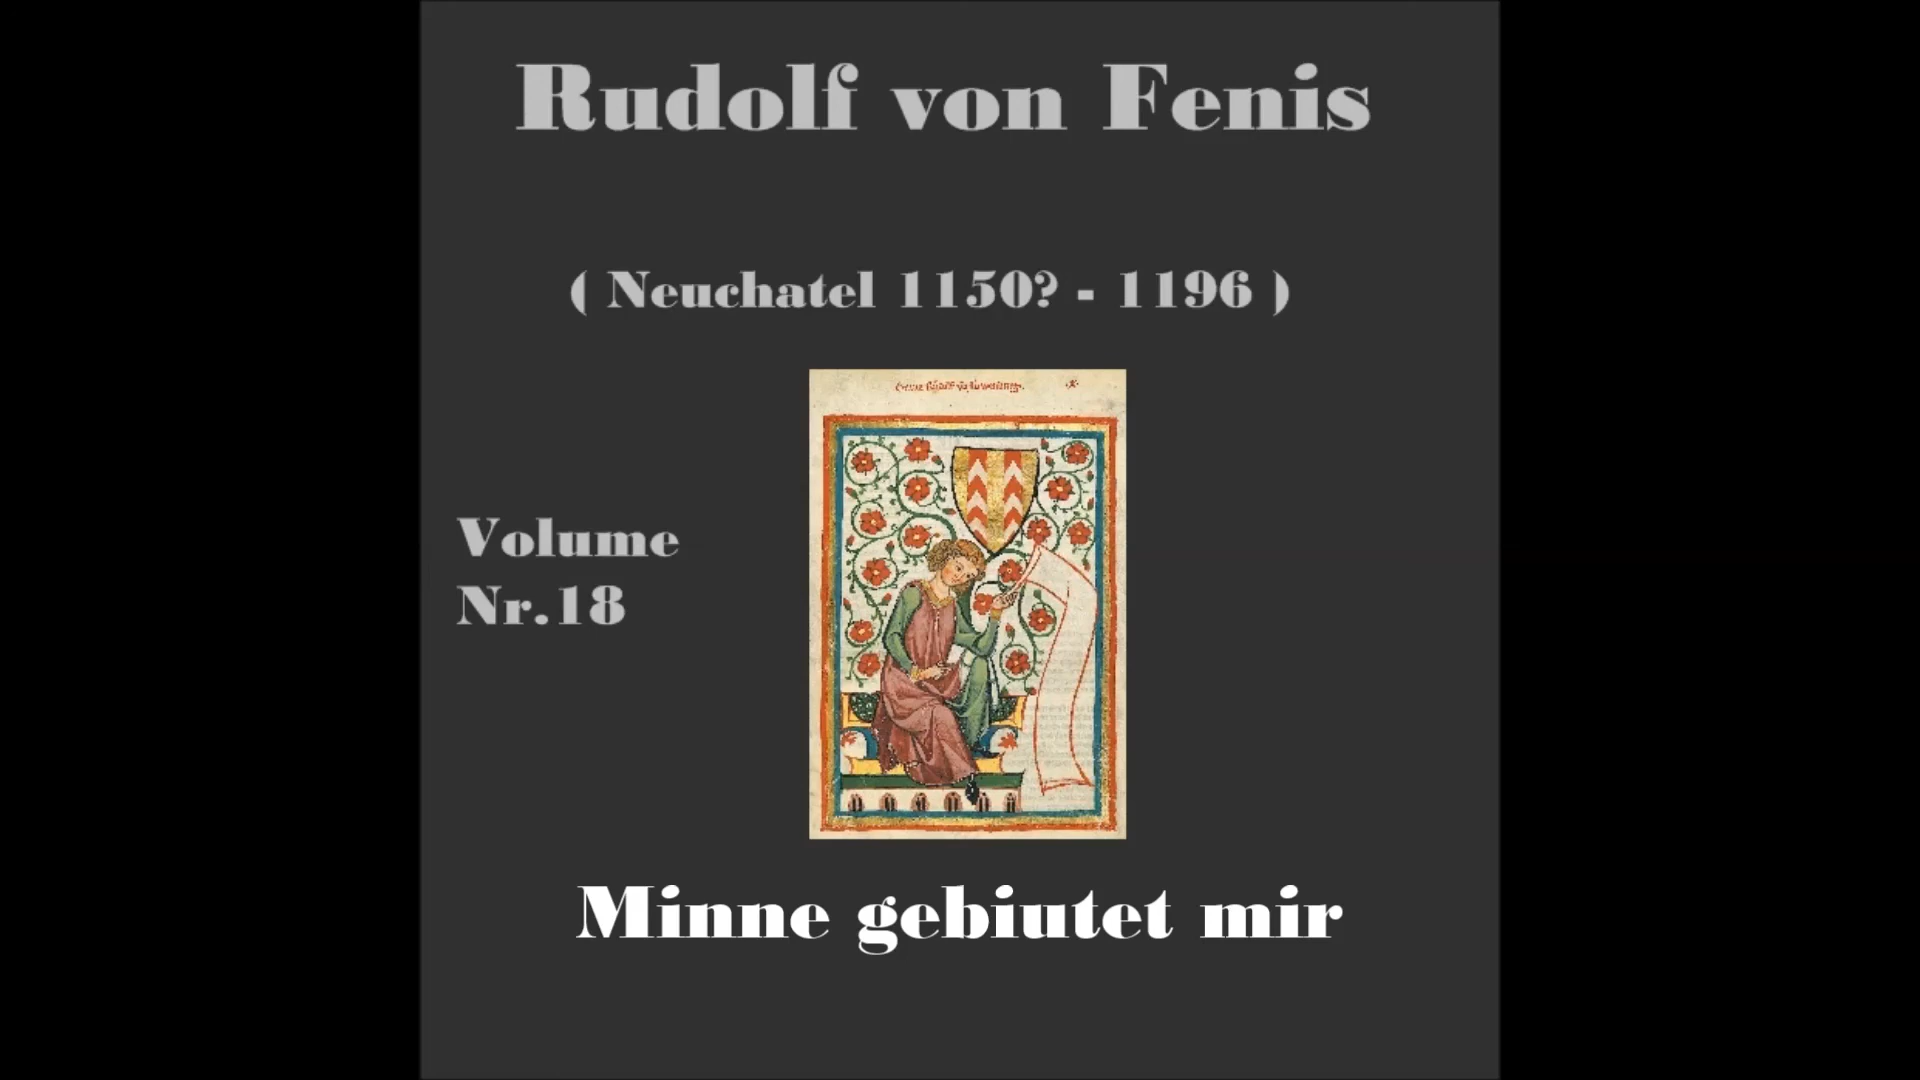 Rudolf von Fenis
( Neuchatel 1150? - 1196 )
Volume
Nr.18
Minne gebiutet mir